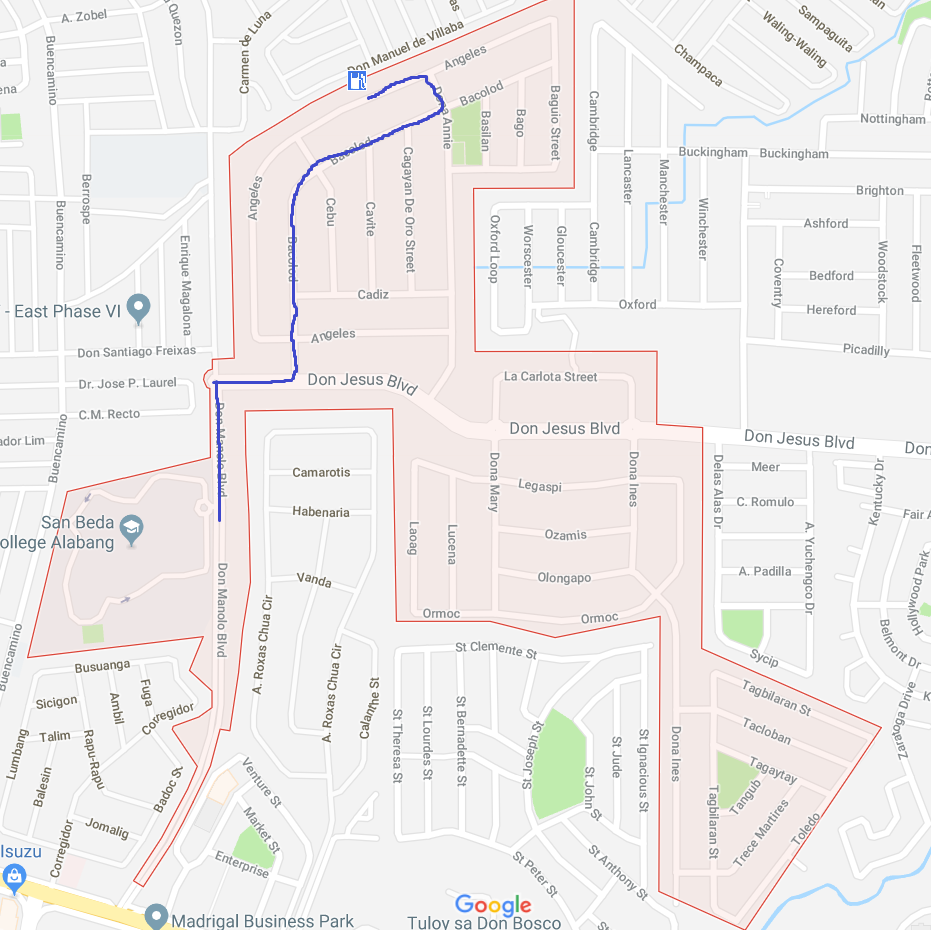 A. Zobel
Quezon
Carmen de Luna
Don Manuel de Villaba
Angeles
Sampaguita
Waling-Waling
Champaca
Buencamino
Bacolod
Dona Annie
Basilan
Bago
Baguio Street
Cambridge
Nottingham
Buckingham
Buckingham
Lancaster
Manchester
Bacolod
Cagayan De Oro Street
Berrospe
Angeles
Cebu
Cavite
Brighton
Winchester
Ashford
Buencamino
Enrique Magalona
Bacolod
Oxford Loop
Worscester
Gloucester
Cambridge
Coventry
Woodstock
Fleetwood
Bedford
Cadiz
Oxford
Hereford
- East Phase VI
Don Santiago Freixas
Angeles
Picadilly
Dr. Jose P. Laurel
Don Jesus Blvd
La Carlota Street
C.M. Recto
Don Manolo Blvd
ador Lim
Buencamino
Don Jesus Blvd
Don Jesus Blvd
Don
Camarotis
Dona Mary
Legaspi
Dona Ines
Delas Alas Dr
Meer
Kentucky Dr
C. Romulo
Habenaria
San Beda
ollege Alabang
Laoag
Lucena
Ozamis
A. Yuchengco Dr
Fair A
Vanda
Olongapo
A. Padilla
Hollywood Park
Don Manolo Blvd
A. Roxas Chua Cir
Ormoc
Ormoc
Belmont Dr
Buencamino
Busuanga
St Clemente St
Sycip
Sicigon
Ambil
Fuga
Corregidor
A. Roxas Chua Cir
Calanthe St
Tagbilaran St
Zaratoga Drive
Lumbang
Talim
Rapu-Rapu
St Theresa St
St Lourdes St
St Bernadette St
St Joseph St
St Jude
St Ignacious St
Dona Ines
Tacloban
Balesin
Badoc St
Venture St
St John St
Tagaytay
Tangub
Tagbilaran St
Trece Martires
Toledo
Jomalig
Market St
Corregidor
Isuzu
Enterprise
St Peter St
St Anthony St
Google
Madrigal Business Park
Tuloy sa Don Bosco